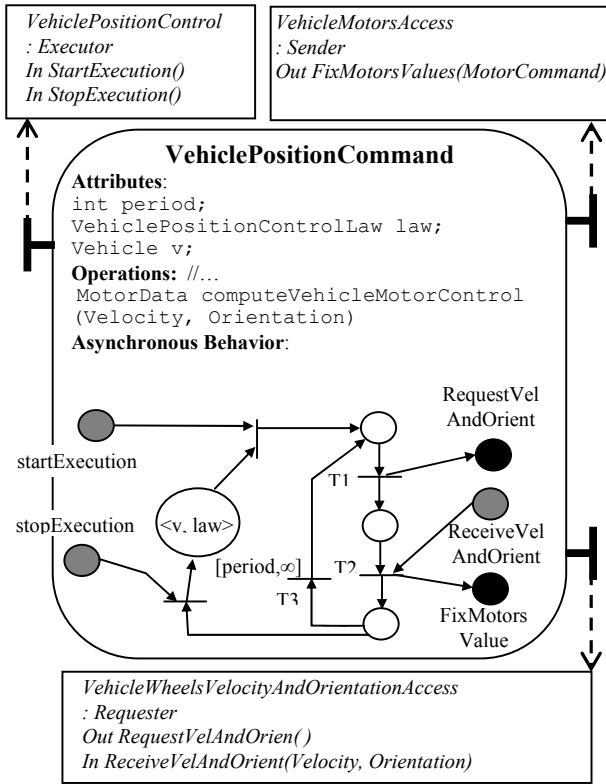 VehiclePositionControl
: Executor
In StartExecution()
In StopExecution()
VehicleMotorsAccess
: Sender
Out FixMotorsValues(MotorCommand)
VehiclePositionCommand
Attributes:
int period;
VehiclePositionControlLaw law;
Vehicle v;
Operations: //…
MotorData computeVehicleMotorControl
(Velocity, Orientation)
Asynchronous Behavior:
startExecution
stopExecution
<v, law>
[period,∞]
T1
T2
T3
RequestVel
AndOrient
ReceiveVel
AndOrient
FixMotors
Value
VehicleWheelsVelocityAndOrientationAccess
: Requester
Out RequestVelAndOrien()
In ReceiveVelAndOrient(Velocity, Orientation)